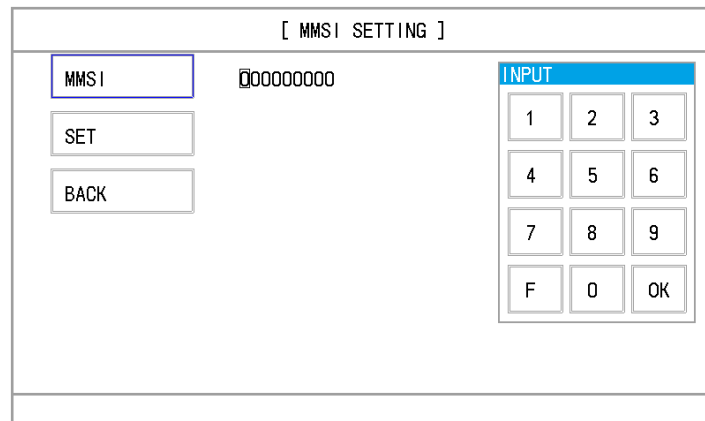 [ MMSI SETTING ]
MMSI 000000000
SET
BACK
INPUT
1 2 3
4 5 6
7 8 9
F 0 OK